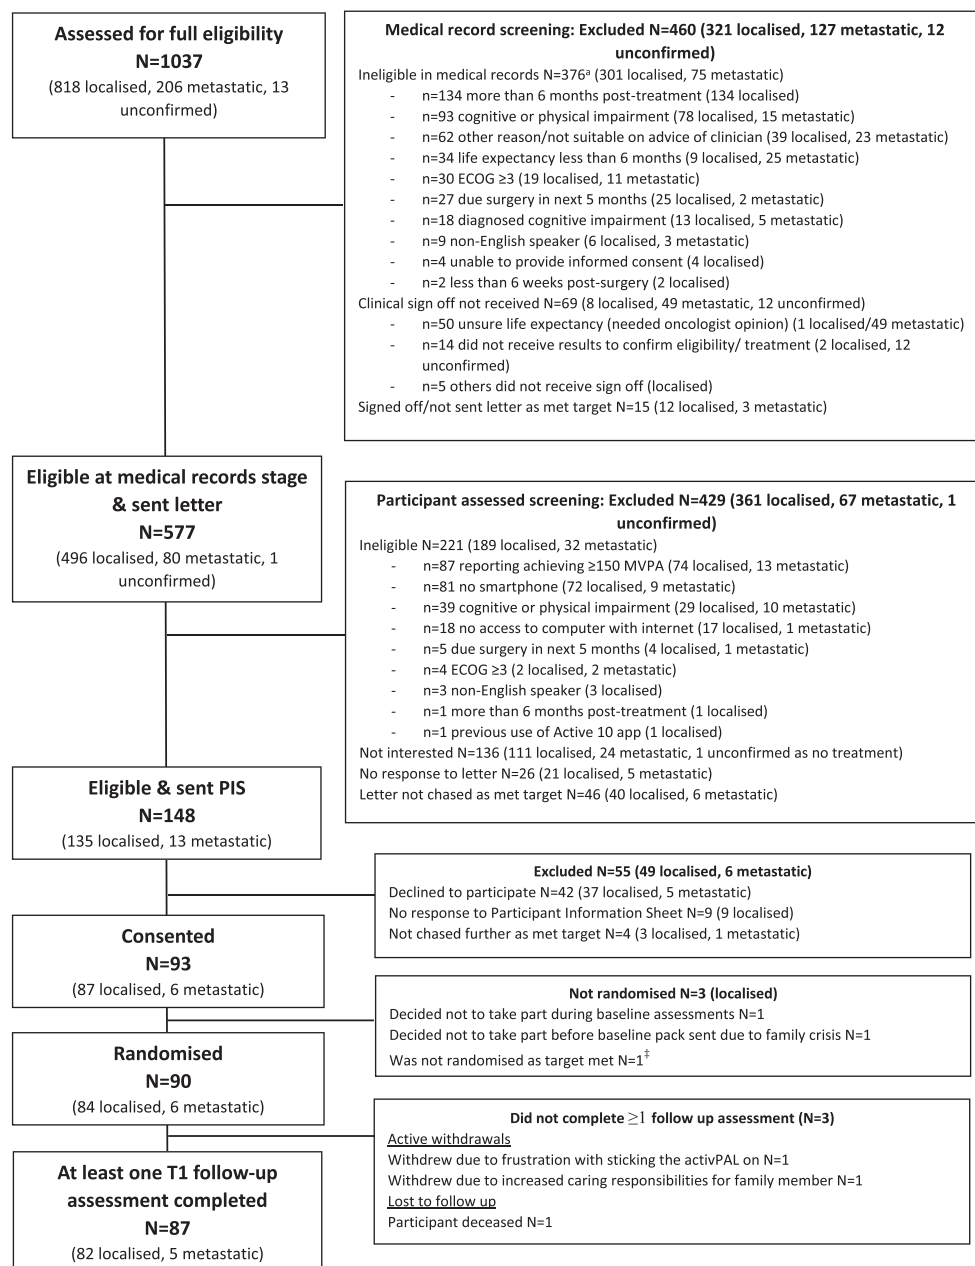 Assessed for full eligibility
N=1037
(818 localised, 206 metastatic, 13
unconfirmed)
Medical record screening: Excluded N=460 (321 localised, 127 metastatic, 12
unconfirmed)
Ineligible in medical records N=376ᵃ (301 localised, 75 metastatic)
- n=134 more than 6 months post-treatment (134 localised)
- n=93 cognitive or physical impairment (78 localised, 15 metastatic)
- n=62 other reason/not suitable on advice of clinician (39 localised, 23 metastatic)
- n=34 life expectancy less than 6 months (9 localised, 25 metastatic)
- n=30 ECOG ≥3 (19 localised, 11 metastatic)
- n=27 due surgery in next 5 months (25 localised, 2 metastatic)
- n=18 diagnosed cognitive impairment (13 localised, 5 metastatic)
- n=9 non-English speaker (6 localised, 3 metastatic)
- n=4 unable to provide informed consent (4 localised)
- n=2 less than 6 weeks post-surgery (2 localised)
Clinical sign off not received N=69 (8 localised, 49 metastatic, 12 unconfirmed)
- n=50 unsure life expectancy (needed oncologist opinion) (1 localised/49 metastatic)
- n=14 did not receive results to confirm eligibility/ treatment (2 localised, 12
unconfirmed)
- n=5 others did not receive sign off (localised)
Signed off/not sent letter as met target N=15 (12 localised, 3 metastatic)
Eligible at medical records stage
& sent letter
N=577
(496 localised, 80 metastatic, 1
unconfirmed)
Participant assessed screening: Excluded N=429 (361 localised, 67 metastatic, 1
unconfirmed)
Ineligible N=221 (189 localised, 32 metastatic)
- n=87 reporting achieving ≥150 MVPA (74 localised, 13 metastatic)
- n=81 no smartphone (72 localised, 9 metastatic)
- n=39 cognitive or physical impairment (29 localised, 10 metastatic)
- n=18 no access to computer with internet (17 localised, 1 metastatic)
- n=5 due surgery in next 5 months (4 localised, 1 metastatic)
- n=4 ECOG ≥3 (2 localised, 2 metastatic)
- n=3 non-English speaker (3 localised)
- n=1 more than 6 months post-treatment (1 localised)
- n=1 previous use of Active 10 app (1 localised)
Not interested N=136 (111 localised, 24 metastatic, 1 unconfirmed as no treatment)
No response to letter N=26 (21 localised, 5 metastatic)
Letter not chased as met target N=46 (40 localised, 6 metastatic)
Eligible & sent PIS
N=148
(135 localised, 13 metastatic)
Excluded N=55 (49 localised, 6 metastatic)
Declined to participate N=42 (37 localised, 5 metastatic)
No response to Participant Information Sheet N=9 (9 localised)
Not chased further as met target N=4 (3 localised, 1 metastatic)
Consented
N=93
(87 localised, 6 metastatic)
Not randomised N=3 (localised)
Decided not to take part during baseline assessments N=1
Decided not to take part before baseline pack sent due to family crisis N=1
Was not randomised as target met N=1‡
Randomised
N=90
(84 localised, 6 metastatic)
Did not complete ≥1 follow up assessment (N=3)
Active withdrawals
Withdrew due to frustration with sticking the activPAL on N=1
Withdrew due to increased caring responsibilities for family member N=1
Lost to follow up
Participant deceased N=1
At least one T1 follow-up
assessment completed
N=87
(82 localised, 5 metastatic)